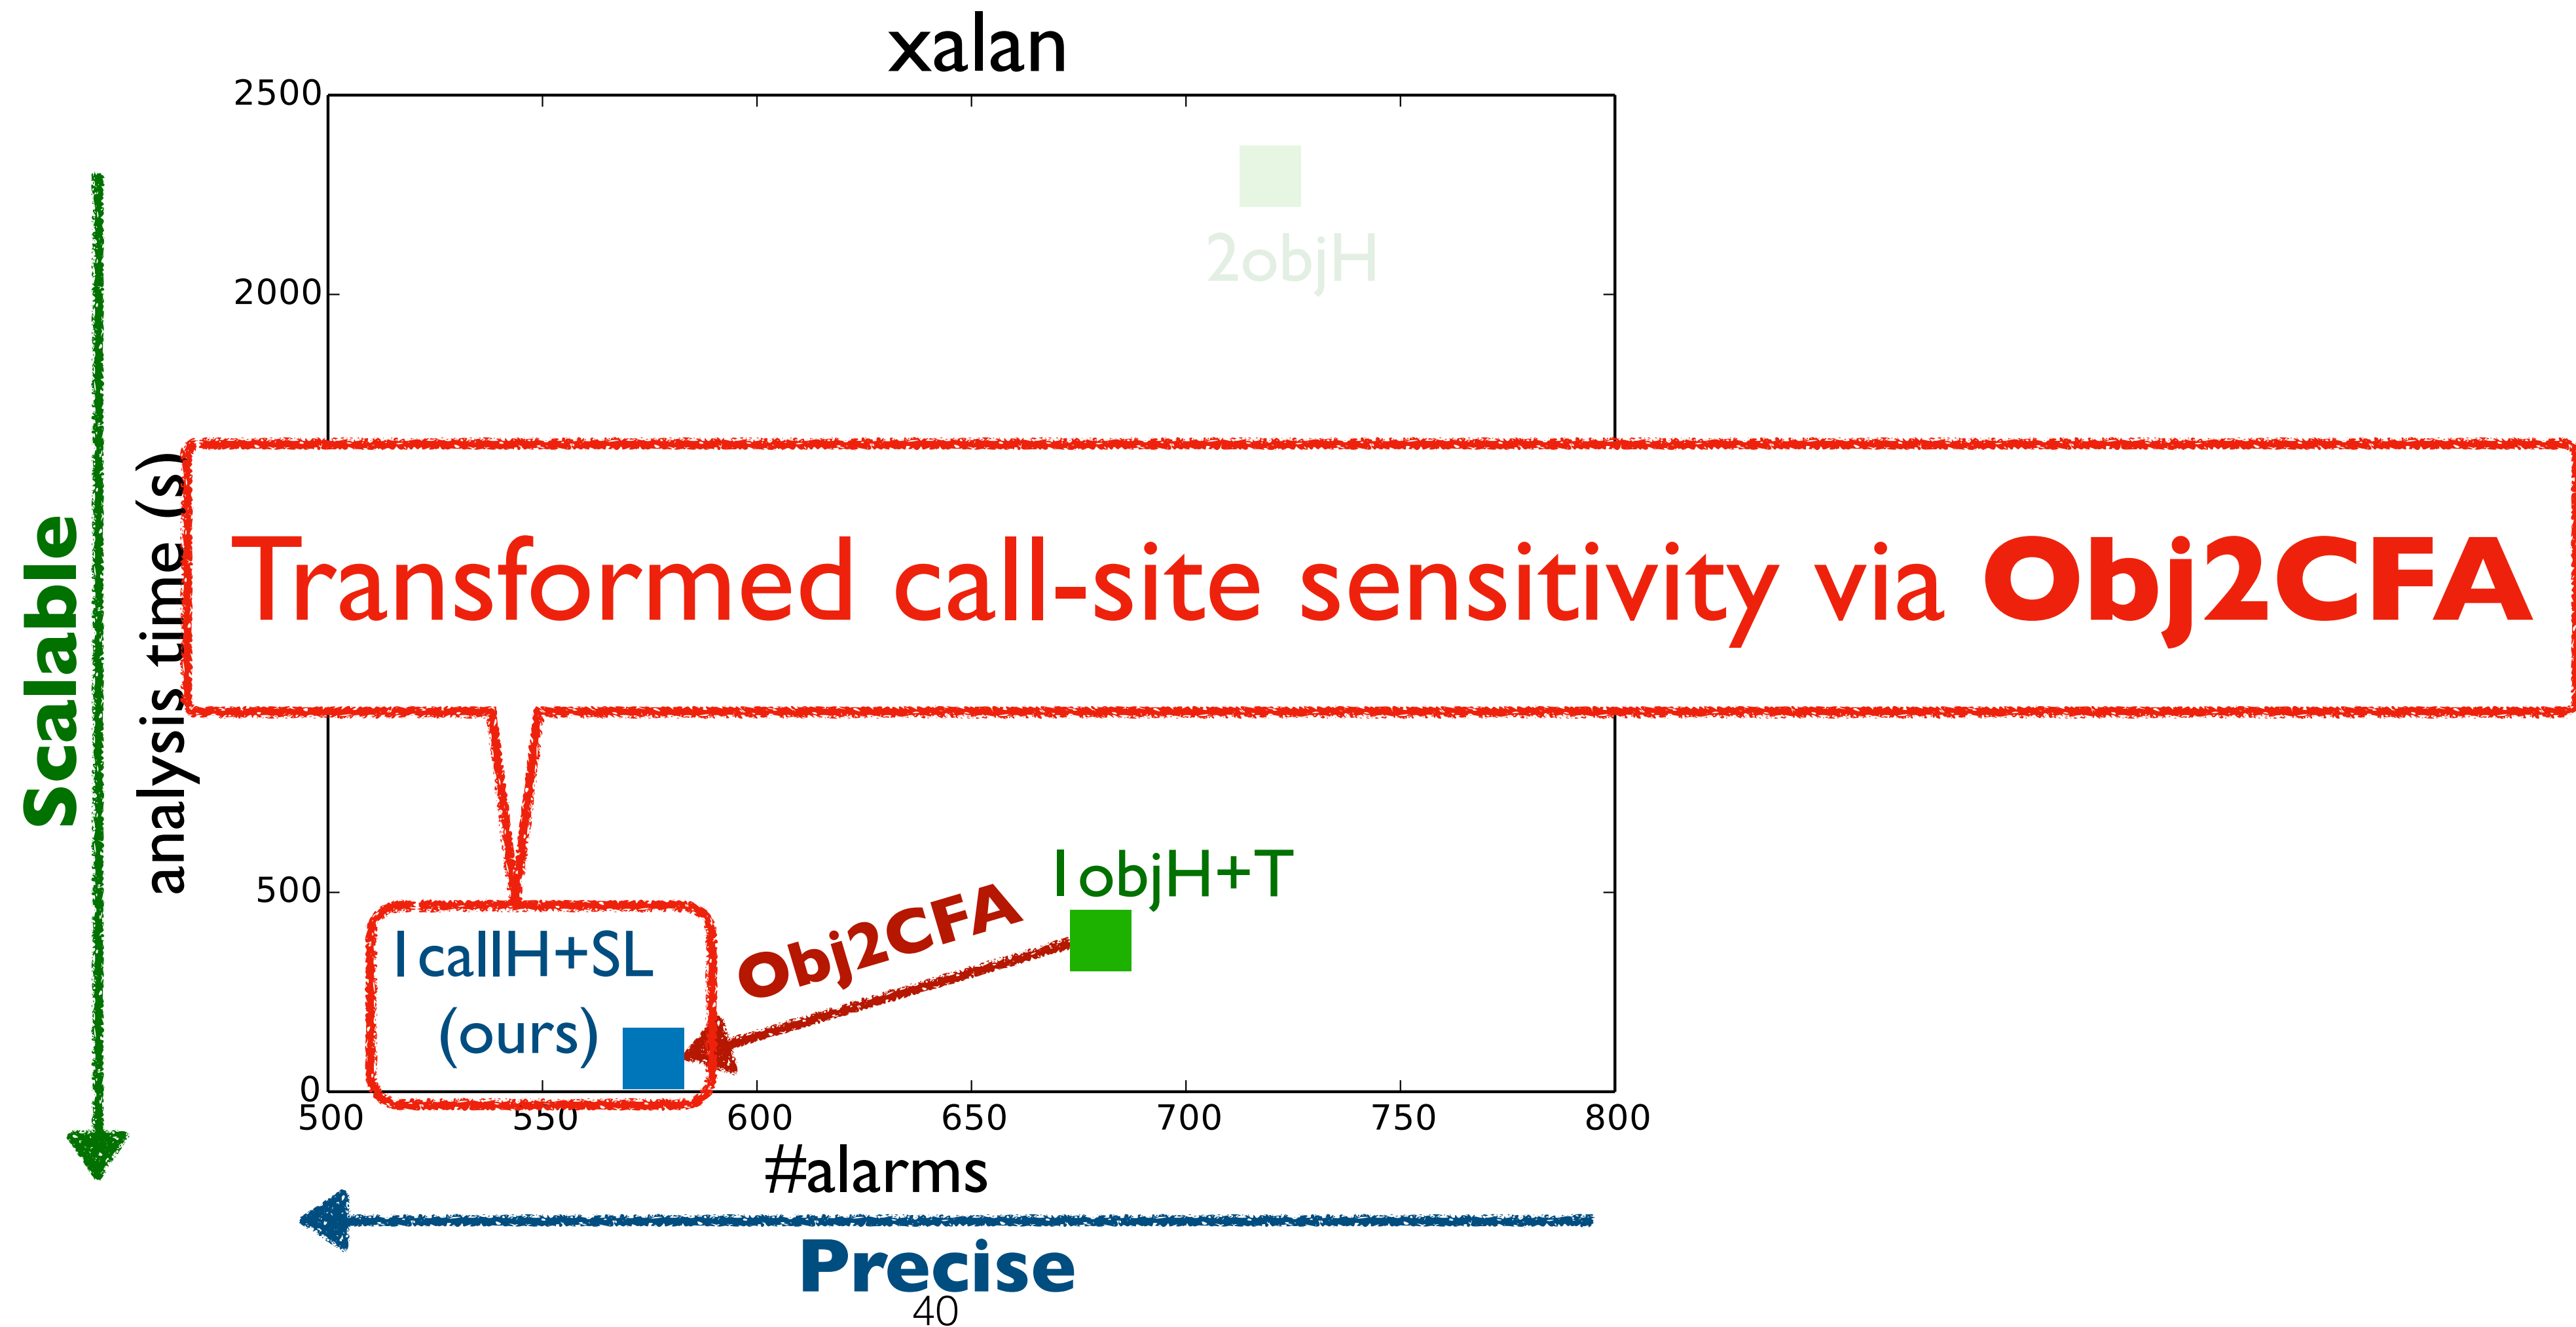 xalan
2500
2objH
2000
analysis time (s)
Scalable
Transformed call-site sensitivity via Obj2CFA
1objH+T
500
Obj2CFA
1callH+SL
(ours)
0
500 550 600 650 700 750 800
#alarms
Precise
40